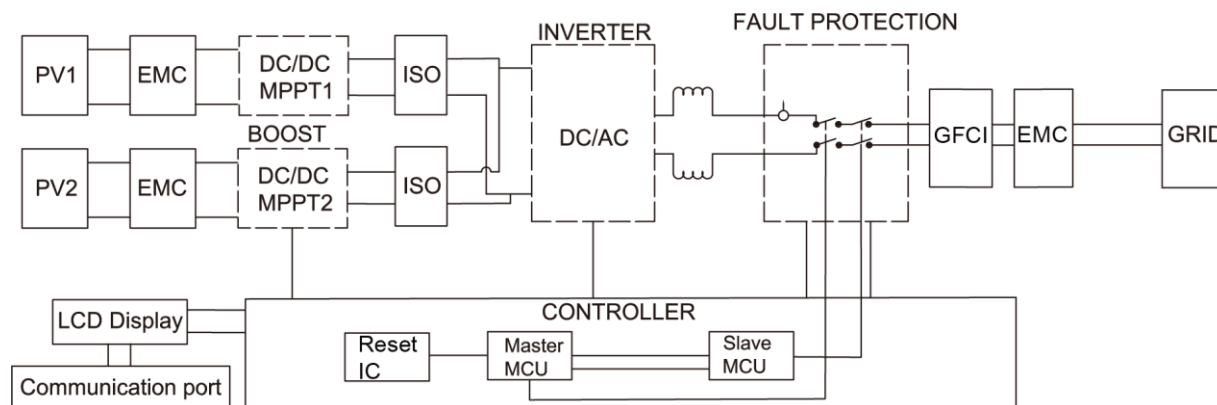 INVERTER
FAULT PROTECTION
PV1
EMC
DC/DC
MPPT1
ISO
BOOST
DC/AC
GFCI
EMC
GRID
PV2
EMC
DC/DC
MPPT2
ISO
CONTROLLER
LCD Display
Reset
IC
Master
MCU
Slave
MCU
Communication port